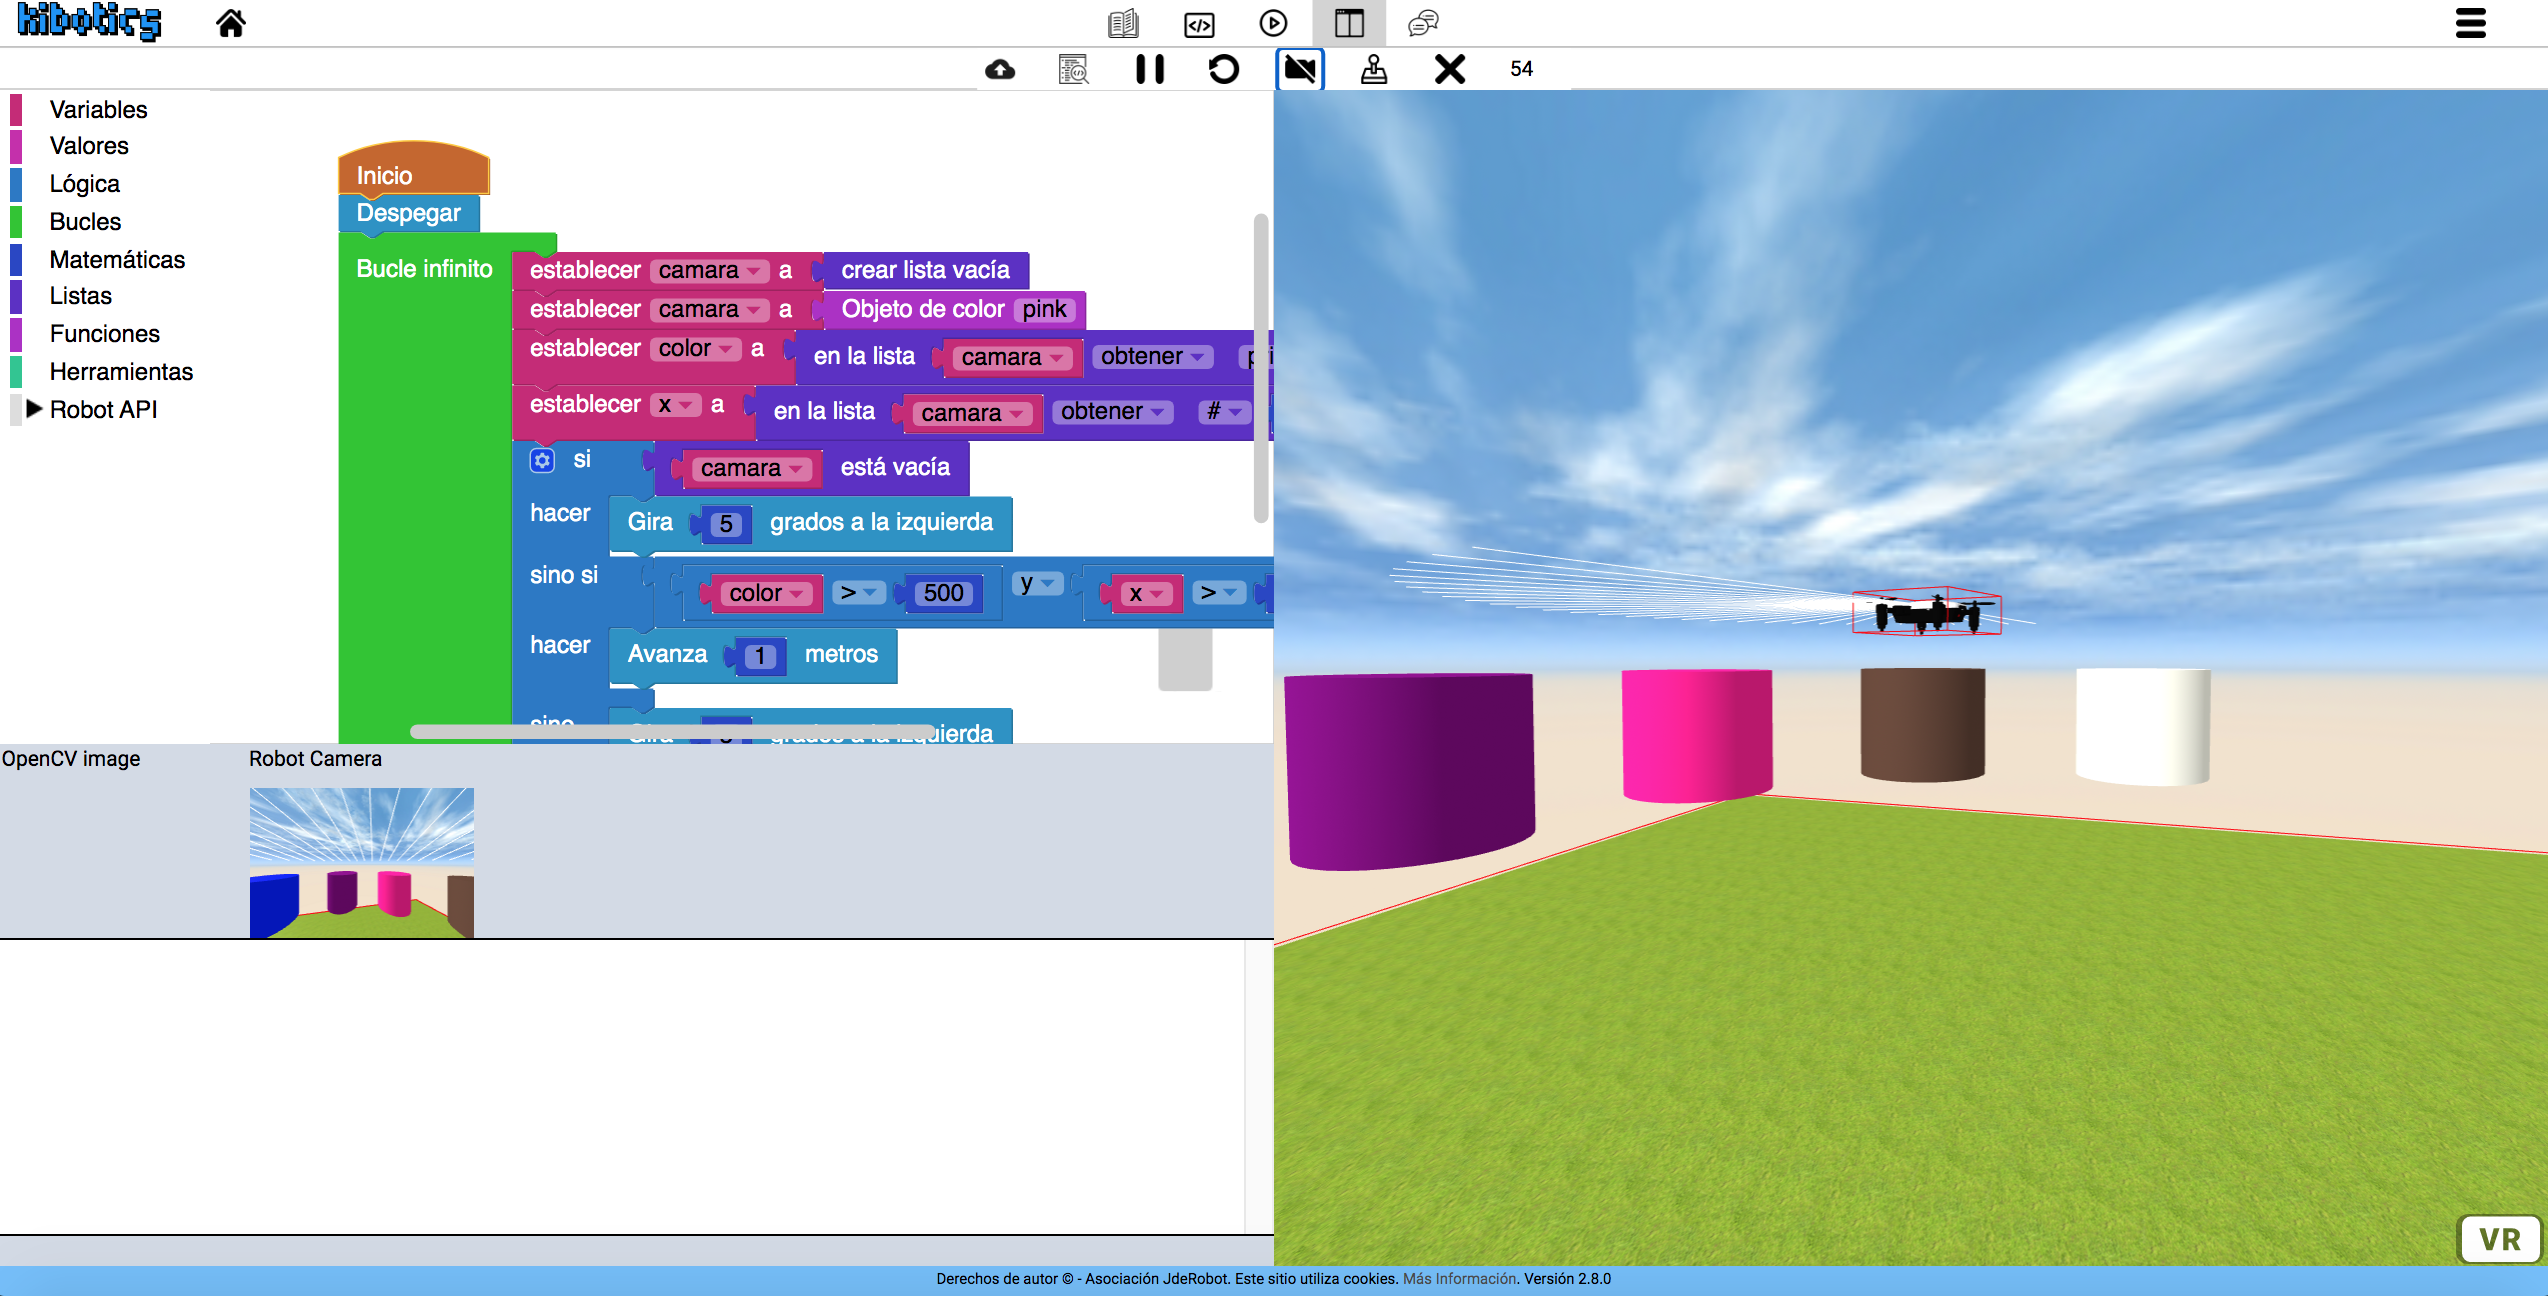 kibotics
54
Variables
Valores
Lógica
Bucles
Matemáticas
Listas
Funciones
Herramientas
Robot API
Inicio
Despegar
Bucle infinito
establecer camara a crear lista vacía
establecer camara a Objeto de color pink
establecer color a en la lista camara obtener
establecer x a en la lista camara obtener #
si camara está vacía
hacer Gira 5 grados a la izquierda
sino si color > 500 y x >
hacer Avanza 1 metros
sino Gira grados a la izquierda
OpenCV image
Robot Camera
VR
Derechos de autor © - Asociación JdeRobot. Este sitio utiliza cookies. Más Información. Versión 2.8.0